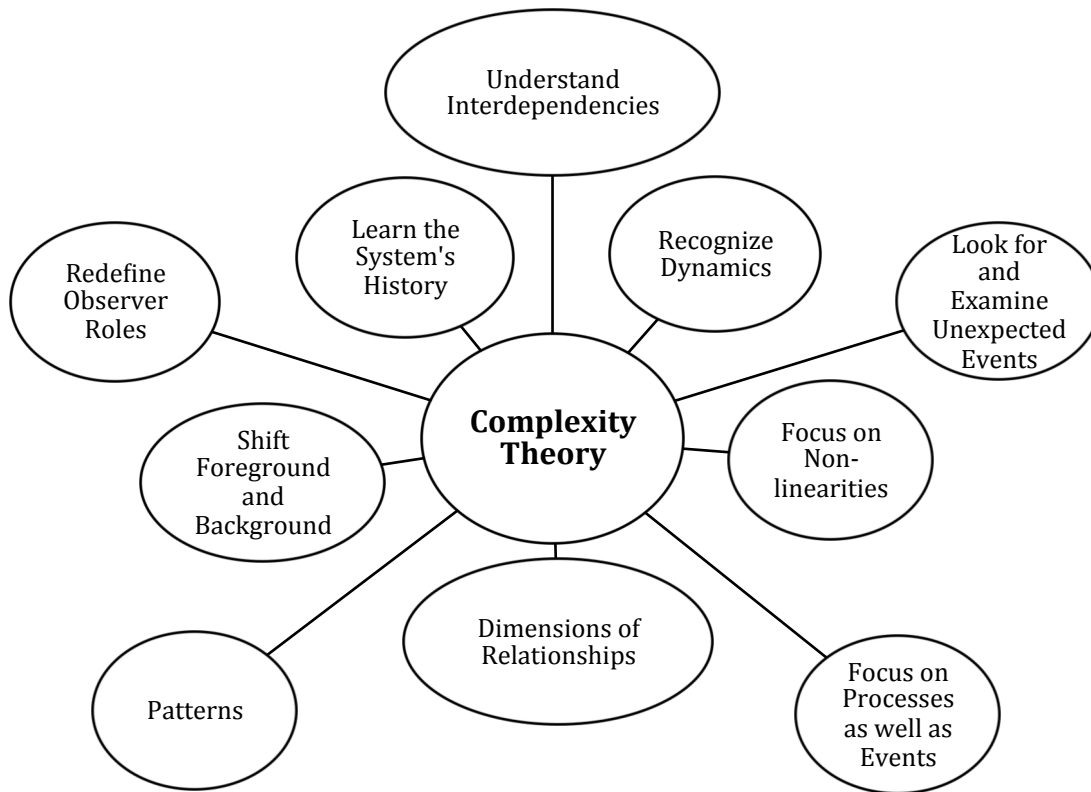 Understand
Interdependencies
Learn the
System's
History
Recognize
Dynamics
Redefine
Observer
Roles
Look for
and
Examine
Unexpected
Events
Complexity
Theory
Shift
Foreground
and
Background
Focus on
Non-
linearities
Dimensions of
Relationships
Patterns
Focus on
Processes
as well as
Events